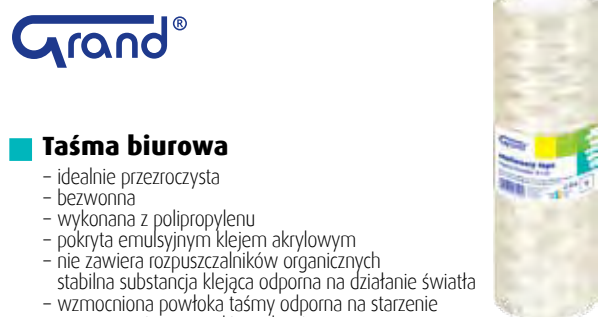 Grand®
Taśma biurowa
– idealnie przezroczysta
– bezwonna
– wykonana z polipropylenu
– pokryta emulsyjnym klejem akrylowym
– nie zawiera rozpuszczalników organicznych
stabilna substancja klejąca odporna na działanie światła
– wzmocniona powłoka taśmy odporna na starzenie
Grand